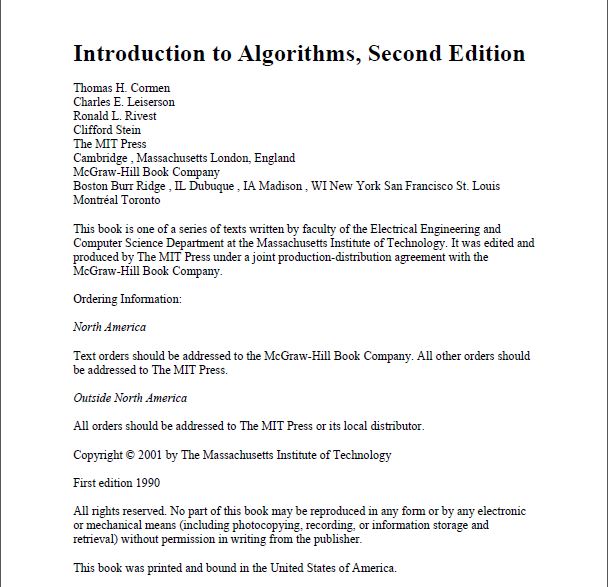 Introduction to Algorithms, Second Edition
Thomas H. Cormen
Charles E. Leiserson
Ronald L. Rivest
Clifford Stein
The MIT Press
Cambridge , Massachusetts London, England
McGraw-Hill Book Company
Boston Burr Ridge , IL Dubuque , IA Madison , WI New York San Francisco St. Louis
Montréal Toronto
This book is one of a series of texts written by faculty of the Electrical Engineering and
Computer Science Department at the Massachusetts Institute of Technology. It was edited and
produced by The MIT Press under a joint production-distribution agreement with the
McGraw-Hill Book Company.
Ordering Information:
North America
Text orders should be addressed to the McGraw-Hill Book Company. All other orders should
be addressed to The MIT Press.
Outside North America
All orders should be addressed to The MIT Press or its local distributor.
Copyright © 2001 by The Massachusetts Institute of Technology
First edition 1990
All rights reserved. No part of this book may be reproduced in any form or by any electronic
or mechanical means (including photocopying, recording, or information storage and
retrieval) without permission in writing from the publisher.
This book was printed and bound in the United States of America.